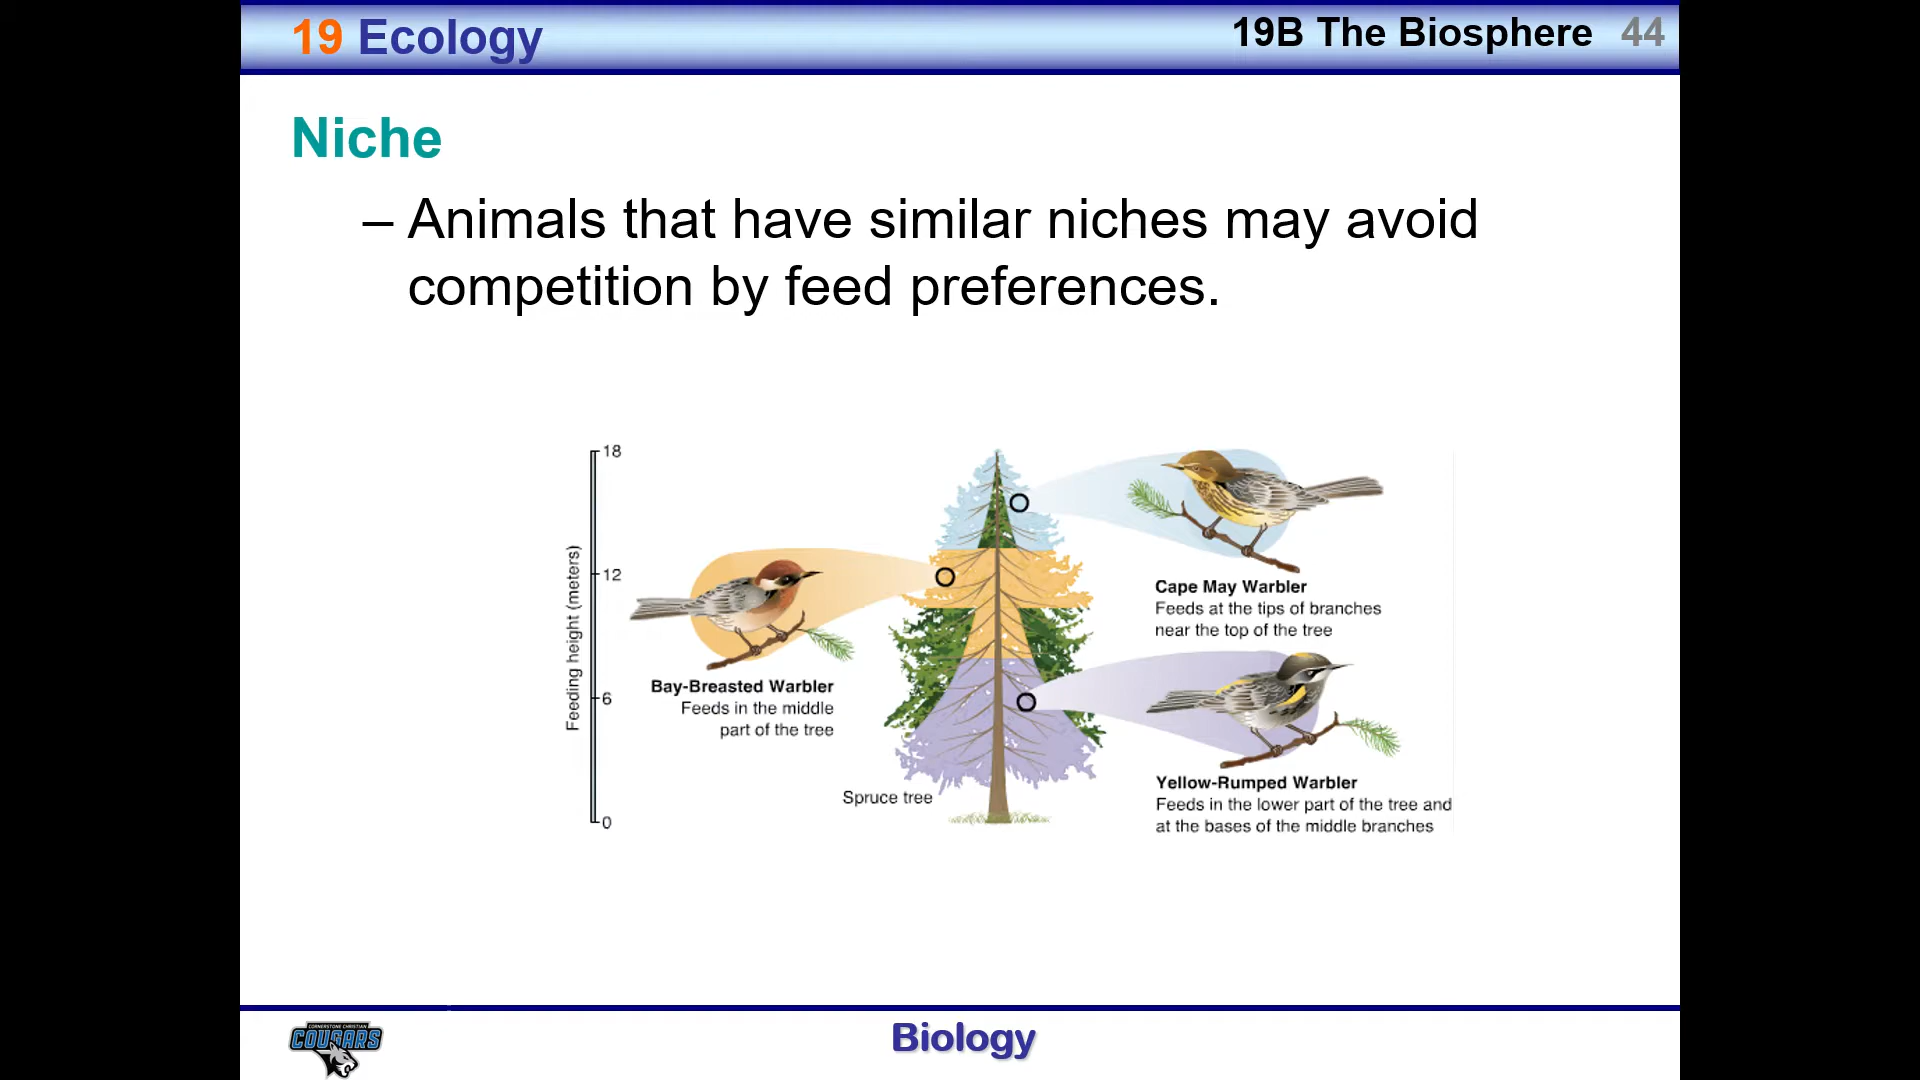 19 Ecology
19B The Biosphere 44
Niche
– Animals that have similar niches may avoid
competition by feed preferences.
18
12
6
0
Feeding height (meters)
Bay-Breasted Warbler
Feeds in the middle
part of the tree
Spruce tree
Cape May Warbler
Feeds at the tips of branches
near the top of the tree
Yellow-Rumped Warbler
Feeds in the lower part of the tree and
at the bases of the middle branches
CORNERSTONE CHRISTIAN
COUGARS
Biology